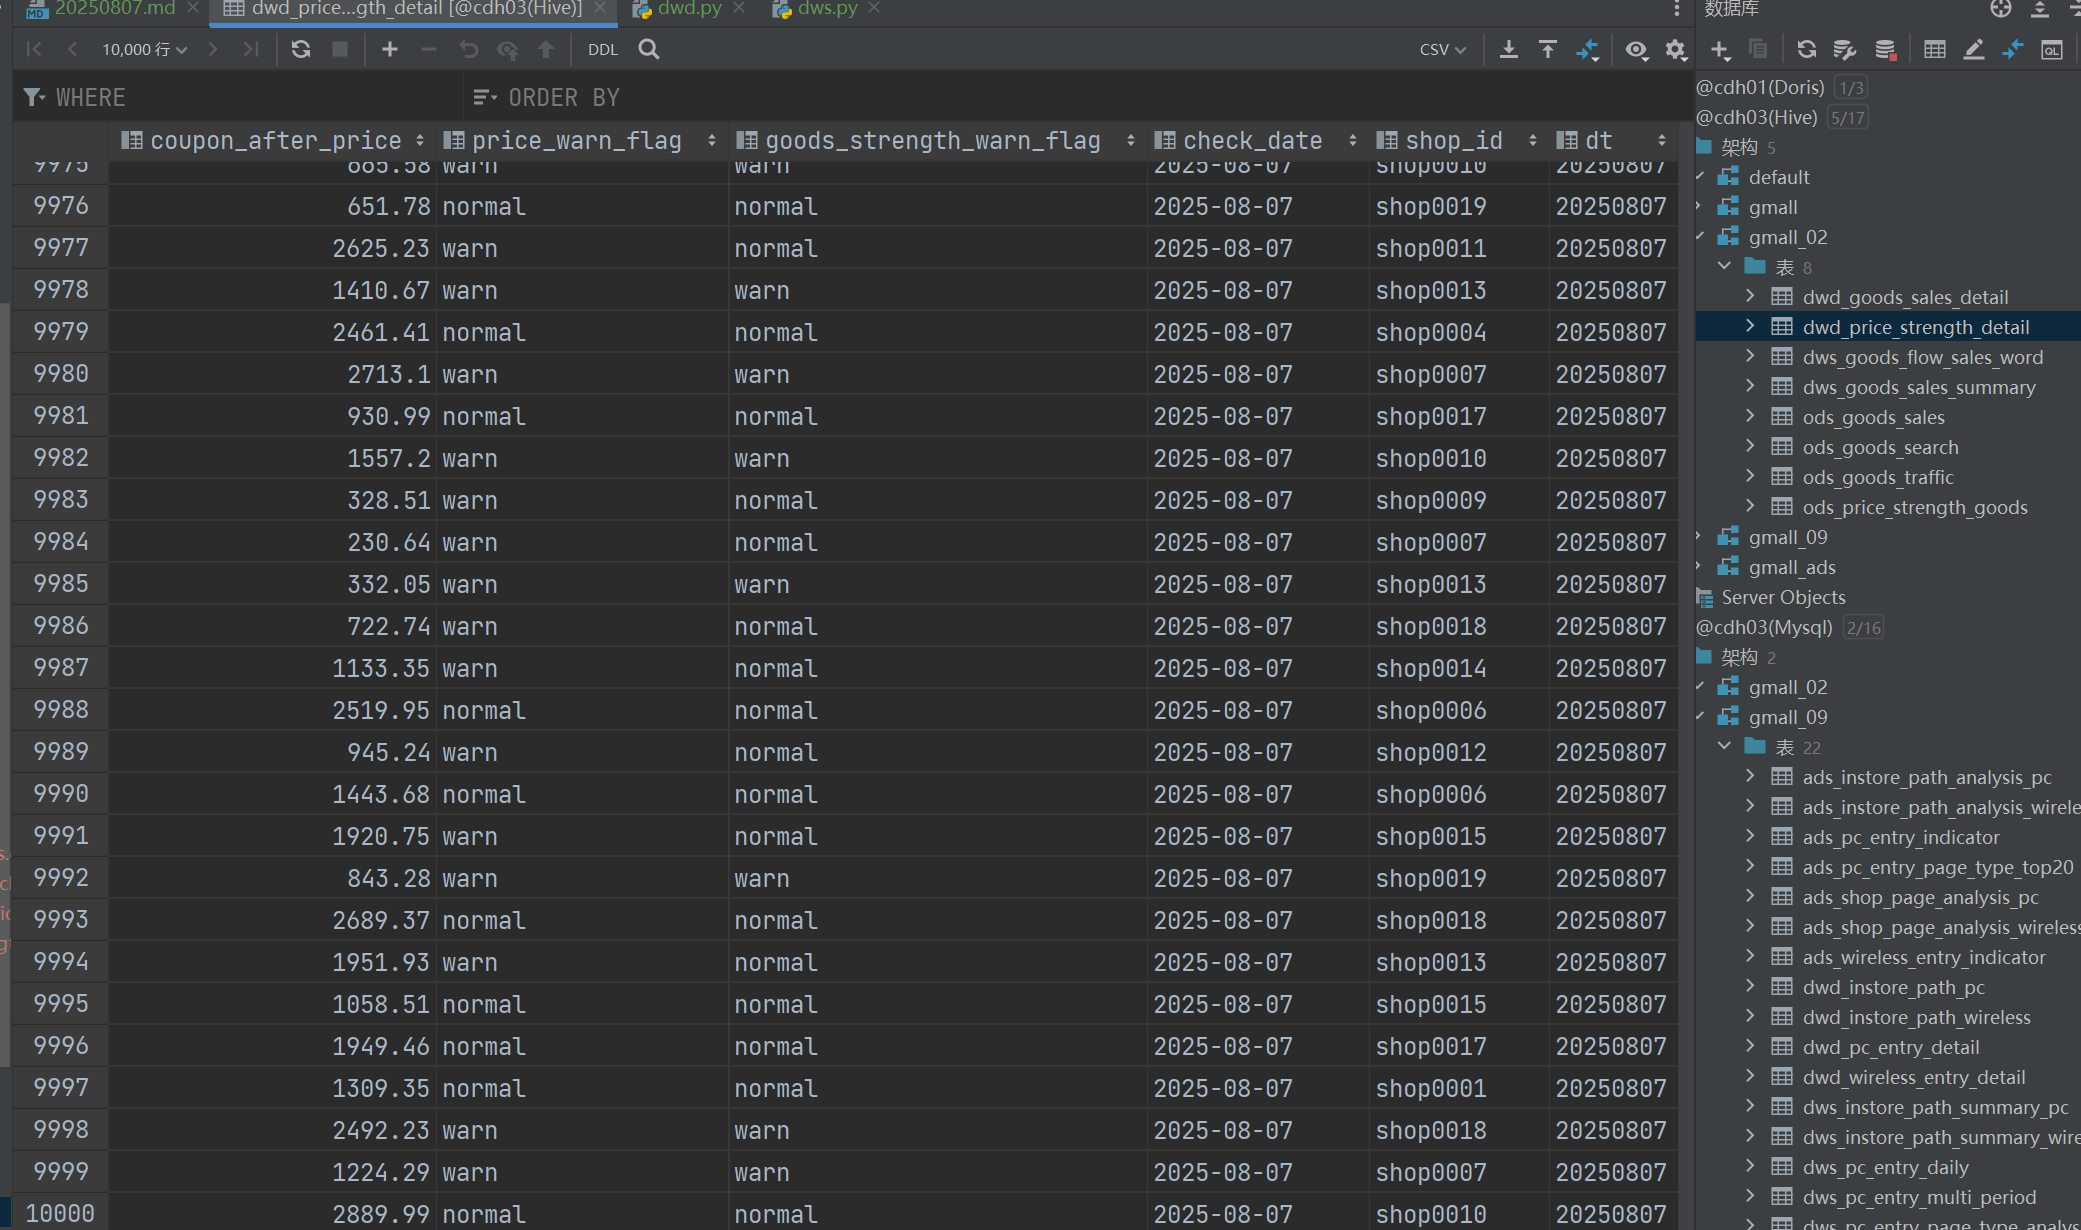 20250807.md
dwd_price...gth_detail [@cdh03(Hive)]
dwd.py
dws.py
10,000 行
DDL
CSV
WHERE
ORDER BY
coupon_after_price price_warn_flag goods_strength_warn_flag check_date shop_id dt
9975 665.58 warn warn 2025-08-07 shop0010 20250807
9976 651.78 normal normal 2025-08-07 shop0019 20250807
9977 2625.23 warn normal 2025-08-07 shop0011 20250807
9978 1410.67 warn warn 2025-08-07 shop0013 20250807
9979 2461.41 normal normal 2025-08-07 shop0004 20250807
9980 2713.1 warn warn 2025-08-07 shop0007 20250807
9981 930.99 normal normal 2025-08-07 shop0017 20250807
9982 1557.2 warn warn 2025-08-07 shop0010 20250807
9983 328.51 warn normal 2025-08-07 shop0009 20250807
9984 230.64 warn normal 2025-08-07 shop0007 20250807
9985 332.05 warn warn 2025-08-07 shop0013 20250807
9986 722.74 warn normal 2025-08-07 shop0018 20250807
9987 1133.35 warn normal 2025-08-07 shop0014 20250807
9988 2519.95 normal normal 2025-08-07 shop0006 20250807
9989 945.24 warn normal 2025-08-07 shop0012 20250807
9990 1443.68 normal normal 2025-08-07 shop0006 20250807
9991 1920.75 warn normal 2025-08-07 shop0015 20250807
9992 843.28 warn warn 2025-08-07 shop0019 20250807
9993 2689.37 normal normal 2025-08-07 shop0018 20250807
9994 1951.93 warn normal 2025-08-07 shop0013 20250807
9995 1058.51 normal normal 2025-08-07 shop0015 20250807
9996 1949.46 normal normal 2025-08-07 shop0017 20250807
9997 1309.35 normal normal 2025-08-07 shop0001 20250807
9998 2492.23 warn warn 2025-08-07 shop0018 20250807
9999 1224.29 warn warn 2025-08-07 shop0007 20250807
10000 2889.99 normal normal 2025-08-07 shop0010 20250807
数据库
@cdh01(Doris) 1/3
@cdh03(Hive) 5/17
架构 5
default
gmall
gmall_02
表 8
dwd_goods_sales_detail
dwd_price_strength_detail
dws_goods_flow_sales_word
dws_goods_sales_summary
ods_goods_sales
ods_goods_search
ods_goods_traffic
ods_price_strength_goods
gmall_09
gmall_ads
Server Objects
@cdh03(Mysql) 2/16
架构 2
gmall_02
gmall_09
表 22
ads_instore_path_analysis_pc
ads_instore_path_analysis_wirele
ads_pc_entry_indicator
ads_pc_entry_page_type_top20
ads_shop_page_analysis_pc
ads_shop_page_analysis_wireless
ads_wireless_entry_indicator
dwd_instore_path_pc
dwd_instore_path_wireless
dwd_pc_entry_detail
dwd_wireless_entry_detail
dws_instore_path_summary_pc
dws_instore_path_summary_wire
dws_pc_entry_daily
dws_pc_entry_multi_period
dws_pc_entry_page_type_analys